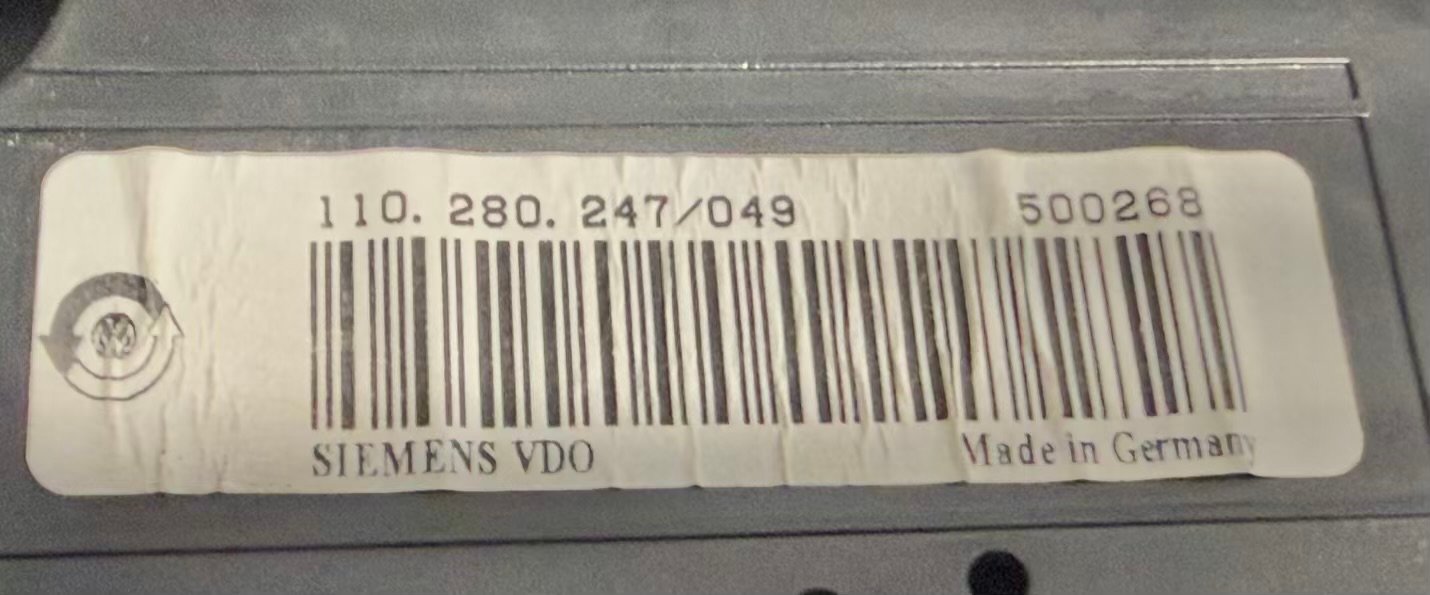 110. 280. 247/049 500268
SIEMENS VDO Made in Germany